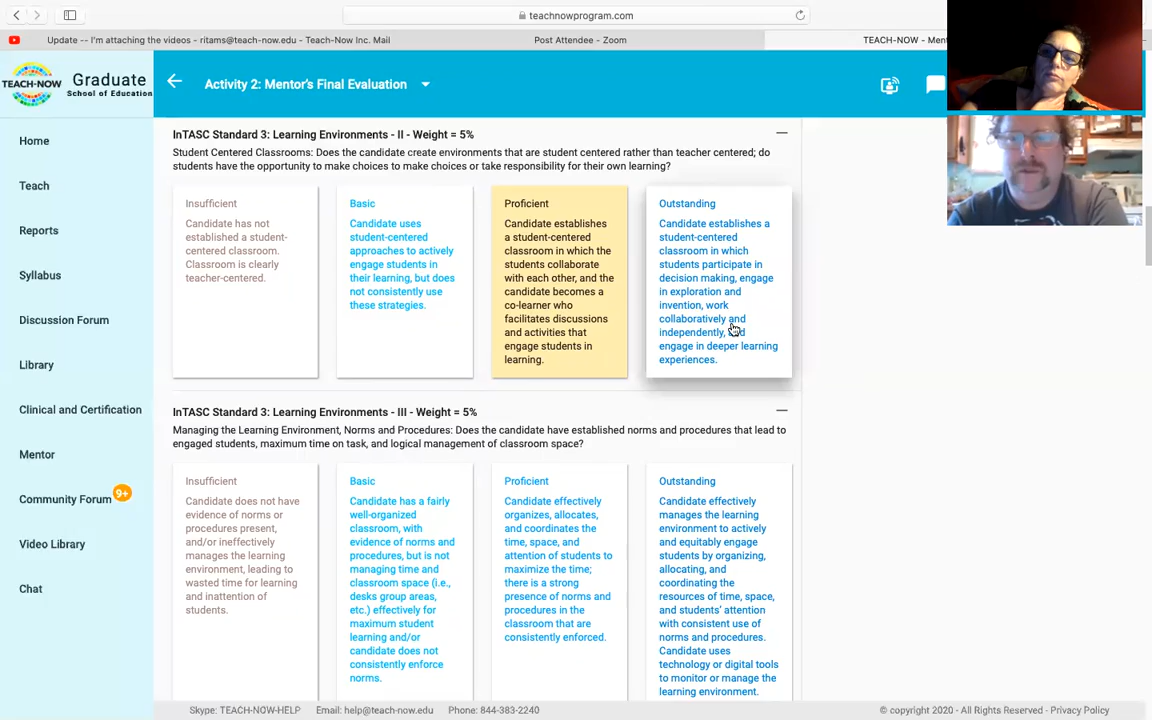 teachnowprogram.com
Update -- I'm attaching the videos - ritams@teach-now.edu - Teach-Now Inc. Mail
Post Attendee - Zoom
TEACH-NOW - Ment
TEACH-NOW
Graduate
School of Education
Activity 2: Mentor's Final Evaluation
Home
Teach
Reports
Syllabus
Discussion Forum
Library
Clinical and Certification
Mentor
Community Forum
9+
Video Library
Chat
InTASC Standard 3: Learning Environments - II - Weight = 5%
Student Centered Classrooms: Does the candidate create environments that are student centered rather than teacher centered; do
students have the opportunity to make choices to make choices or take responsibility for their own learning?
Insufficient
Candidate has not
established a student-
centered classroom.
Classroom is clearly
teacher-centered.
Basic
Candidate uses
student-centered
approaches to actively
engage students in
their learning, but does
not consistently use
these strategies.
Proficient
Candidate establishes
a student-centered
classroom in which the
students collaborate
with each other, and the
candidate becomes a
co-learner who
facilitates discussions
and activities that
engage students in
learning.
Outstanding
Candidate establishes a
student-centered
classroom in which
students participate in
decision making, engage
in exploration and
invention, work
collaboratively and
independently, and
engage in deeper learning
experiences.
InTASC Standard 3: Learning Environments - III - Weight = 5%
Managing the Learning Environment, Norms and Procedures: Does the candidate have established norms and procedures that lead to
engaged students, maximum time on task, and logical management of classroom space?
Insufficient
Candidate does not have
evidence of norms or
procedures present,
and/or ineffectively
manages the learning
environment, leading to
wasted time for learning
and inattention of
students.
Basic
Candidate has a fairly
well-organized
classroom, with
evidence of norms and
procedures, but is not
managing time and
classroom space (i.e.,
desks group areas,
etc.) effectively for
maximum student
learning and/or
candidate does not
consistently enforce
norms.
Proficient
Candidate effectively
organizes, allocates,
and coordinates the
time, space, and
attention of students to
maximize the time;
there is a strong
presence of norms and
procedures in the
classroom that are
consistently enforced.
Outstanding
Candidate effectively
manages the learning
environment to actively
and equitably engage
students by organizing,
allocating, and
coordinating the
resources of time, space,
and students' attention
with consistent use of
norms and procedures.
Candidate uses
technology or digital tools
to monitor or manage the
learning environment.
Skype: TEACH-NOW-HELP Email: help@teach-now.edu Phone: 844-383-2240
© copyright 2020 - All Rights Reserved - Privacy Policy